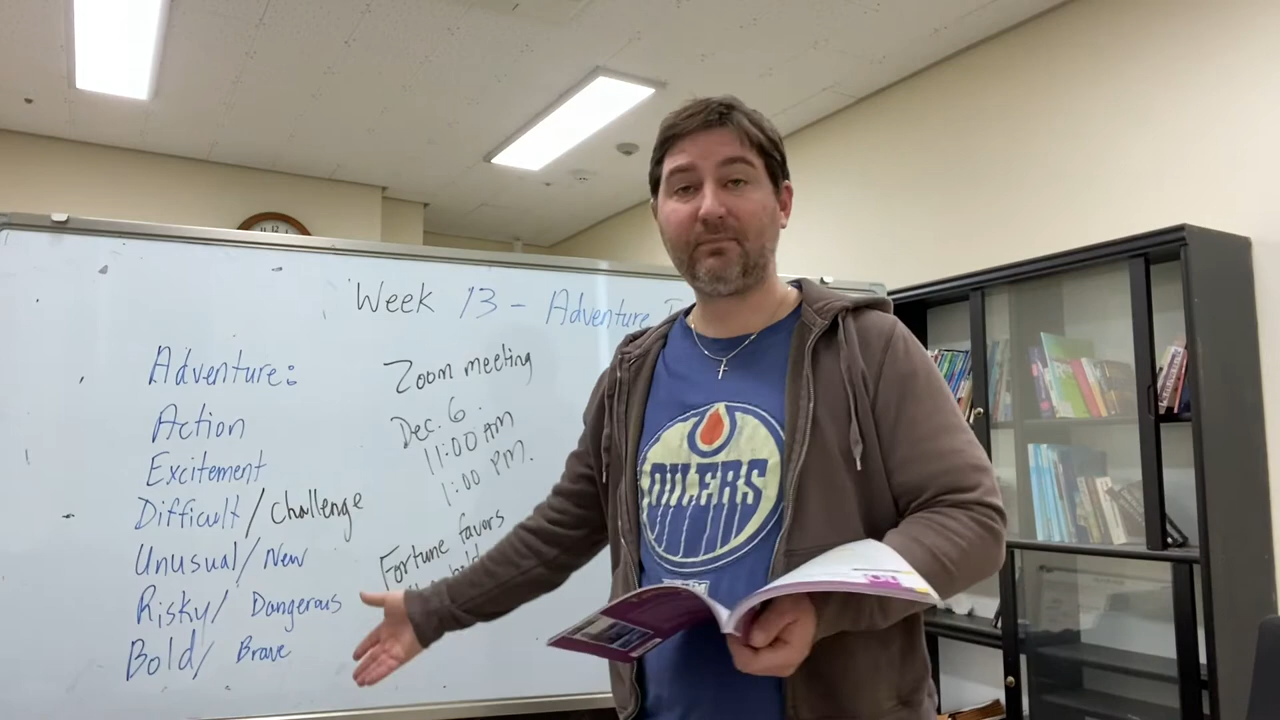 Week 13 - Adventure
Adventure:
Action
Excitement
Difficult/challenge
Unusual/New
Risky/Dangerous
Bold/Brave
Zoom meeting
Dec. 6.
11:00 AM
1:00 PM.
Fortune favors
OILERS